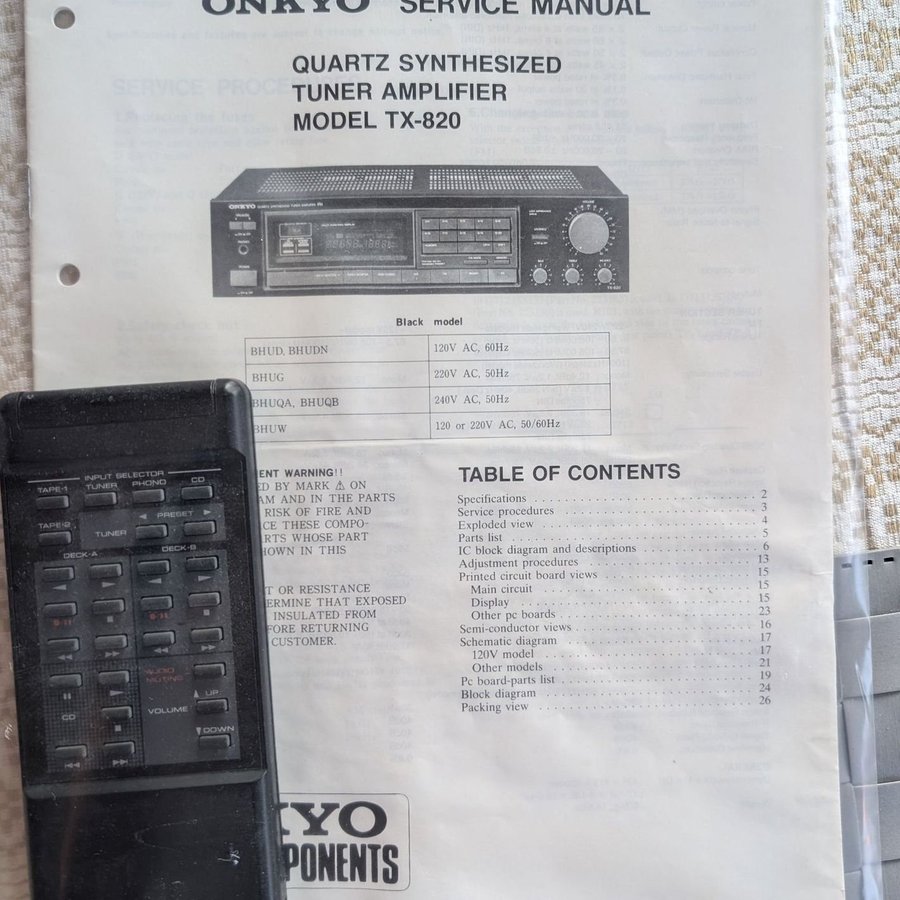 ONKYO SERVICE MANUAL
QUARTZ SYNTHESIZED
TUNER AMPLIFIER
MODEL TX-820
ONKYO
TX-820
Black model
BHUD, BHUDN 120V AC, 60Hz
BHUG 220V AC, 50Hz
BHUQA, BHUQB 240V AC, 50Hz
BHUW 120 or 220V AC, 50/60Hz
ENT WARNING!!
ED BY MARK ⚠ ON
AM AND IN THE PARTS
RISK OF FIRE AND
CE THESE COMPO-
RTS WHOSE PART
HOWN IN THIS
T OR RESISTANCE
ERMINE THAT EXPOSED
INSULATED FROM
FORE RETURNING
CUSTOMER.
TABLE OF CONTENTS
Specifications 2
Service procedures 3
Exploded view 4
Parts list 5
IC block diagram and descriptions 6
Adjustment procedures 13
Printed circuit board views 15
Main circuit 15
Display 15
Other pc boards 23
Semi-conductor views 16
Schematic diagram 17
120V model 17
Other models 21
Pc board-parts list 19
Block diagram 24
Packing view 26
YO
PONENTS
INPUT SELECTOR
TAPE-1 TUNER PHONO CD
TAPE-2 TUNER ◀ PRESET ▶
DECK-A DECK-B
AUDIO
MUTING
▲ UP
VOLUME
CD
▼ DOWN